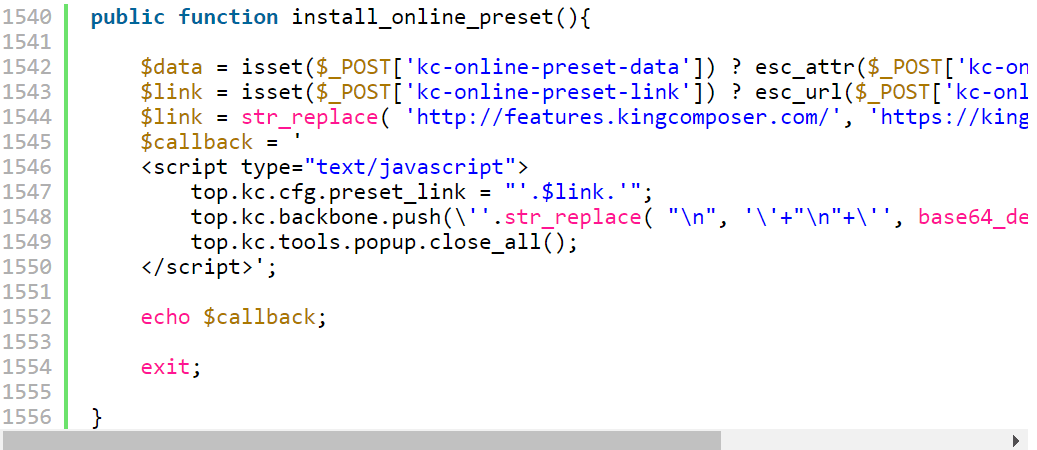 1540 public function install_online_preset(){
1541
1542 $data = isset($_POST['kc-online-preset-data']) ? esc_attr($_POST['kc-on
1543 $link = isset($_POST['kc-online-preset-link']) ? esc_url($_POST['kc-onl
1544 $link = str_replace( 'http://features.kingcomposer.com/', 'https://king
1545 $callback = '
1546 <script type="text/javascript">
1547 top.kc.cfg.preset_link = "'.$link.'";
1548 top.kc.backbone.push(\''.str_replace( "\n", '\'+"\n"+\'', base64_de
1549 top.kc.tools.popup.close_all();
1550 </script>';
1551
1552 echo $callback;
1553
1554 exit;
1555
1556 }